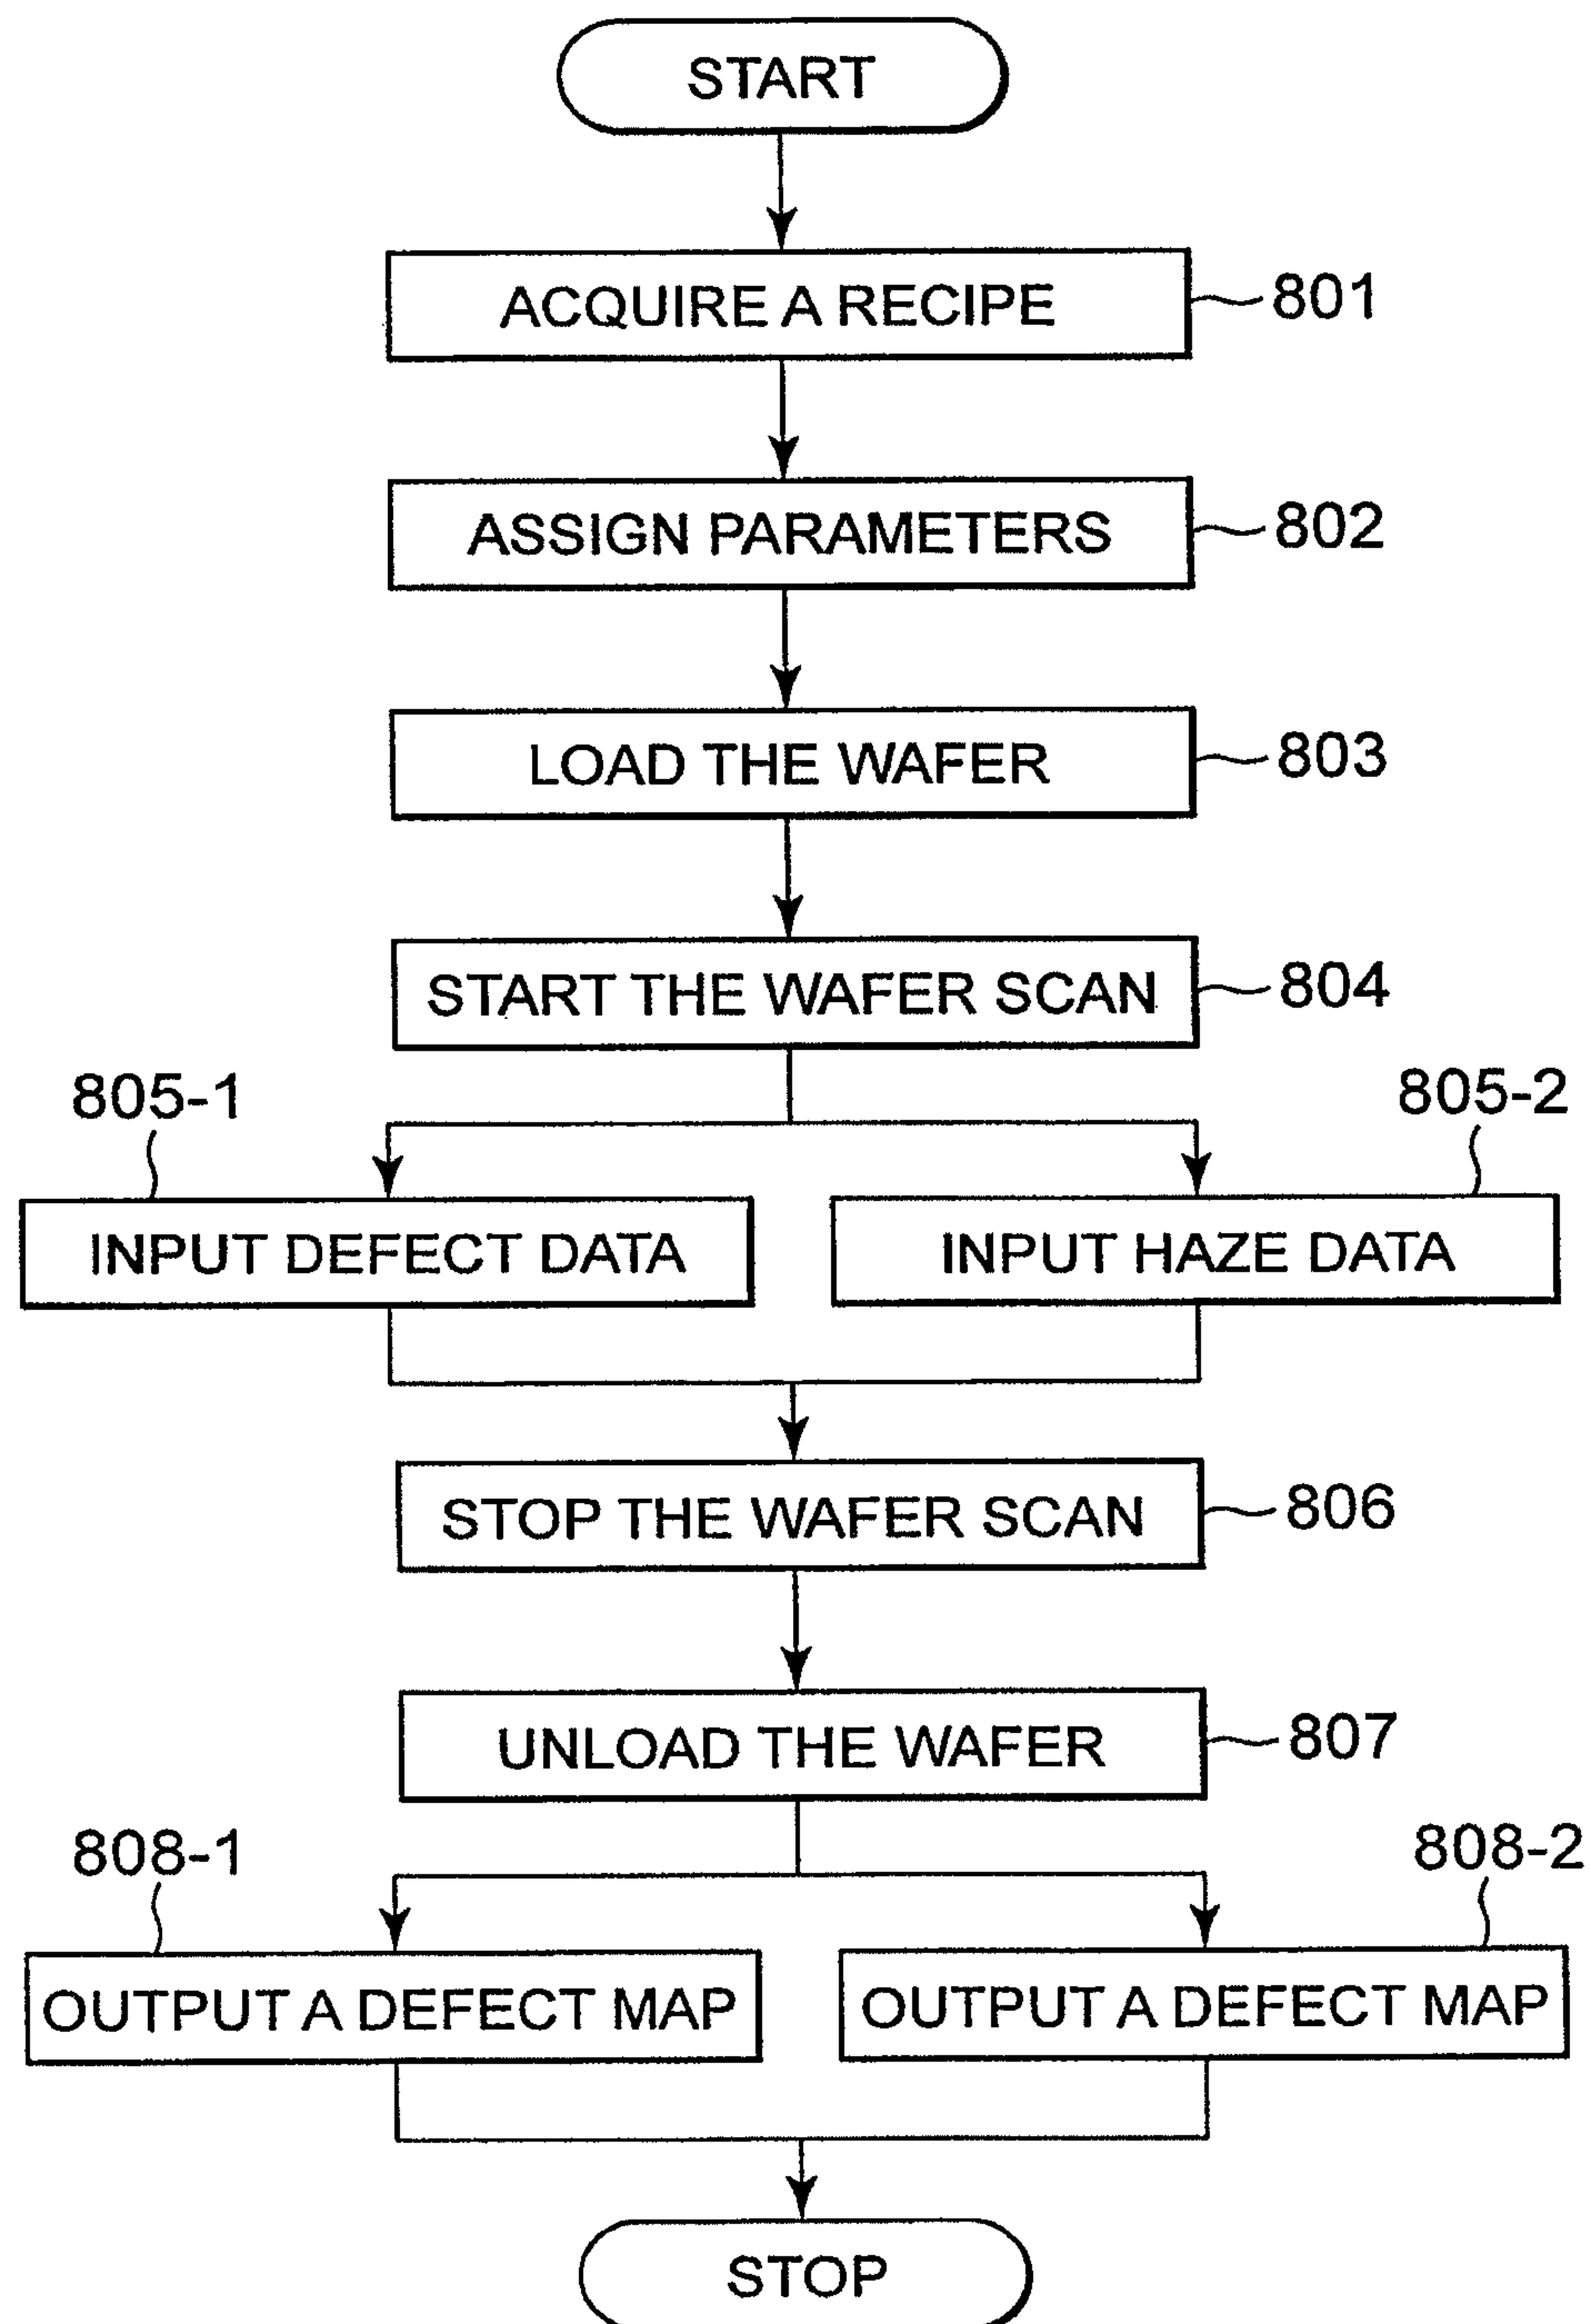 START
ACQUIRE A RECIPE 801
ASSIGN PARAMETERS 802
LOAD THE WAFER 803
START THE WAFER SCAN 804
805-1 805-2
INPUT DEFECT DATA INPUT HAZE DATA
STOP THE WAFER SCAN 806
UNLOAD THE WAFER 807
808-1 808-2
OUTPUT A DEFECT MAP OUTPUT A DEFECT MAP
STOP